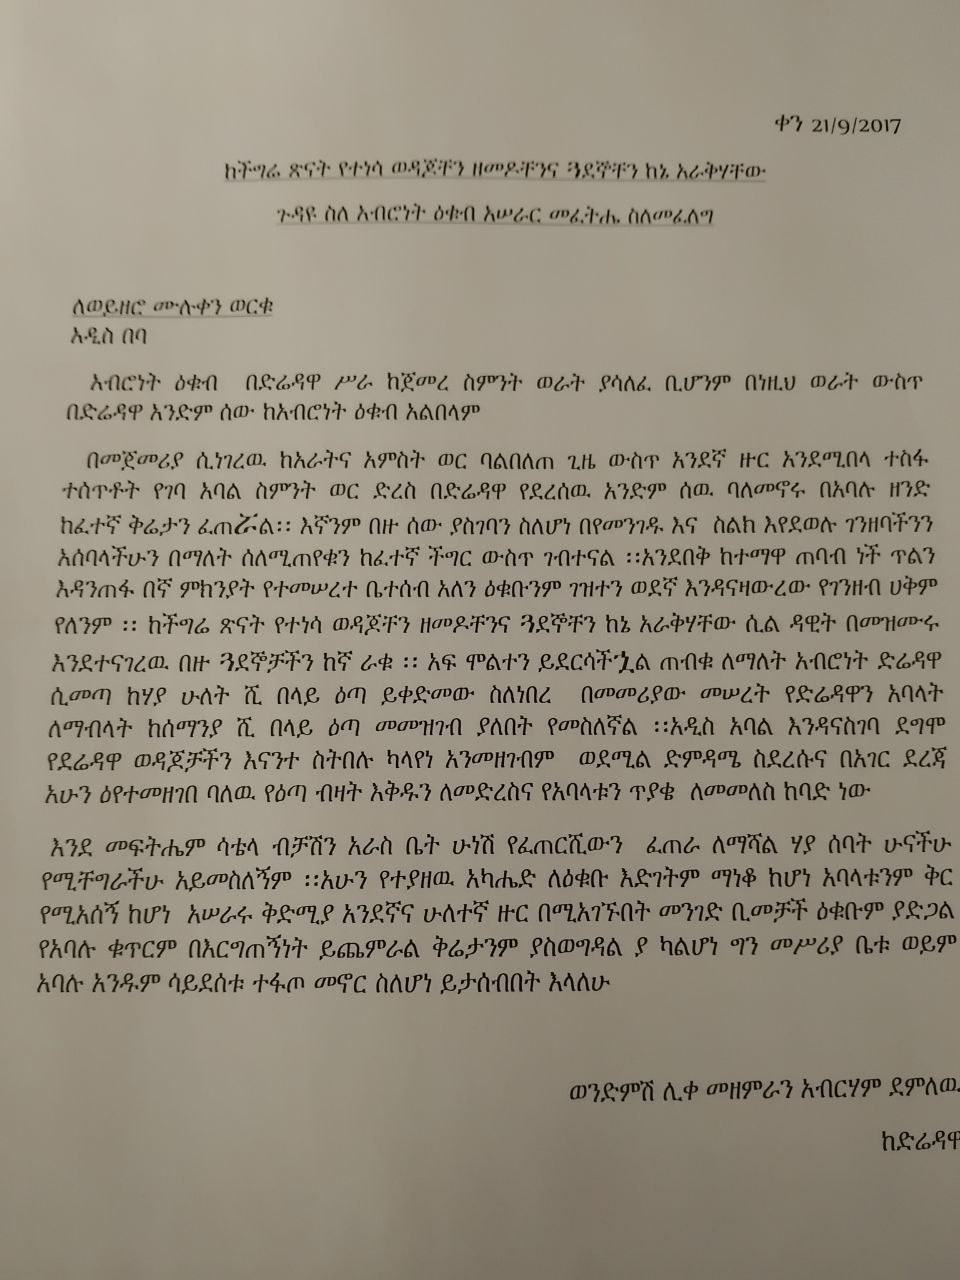 ቀን 21/9/2017
ከችግሬ ጽናት የተነሳ ወዳጆቸን ዘመዶቸንና ጓደኞቸን ከኔ አራቅሃቸው
ጉዳዩ ስለ አብሮነት ዕቁብ አሠራር መፈትሔ ስለመፈለግ
ለወይዘሮ ሙሉቀን ወርቁ
አዲስ በባ
አብሮነት ዕቁብ በድሬዳዋ ሥራ ከጀመረ ስምንት ወራት ያሳለፈ ቢሆንም በነዚህ ወራት ውስጥ
በድሬዳዋ አንድም ሰው ከአብሮነት ዕቁብ አልበላም
በመጀመሪያ ሲነገረዉ ከአራትና አምስት ወር ባልበለጠ ጊዜ ውስጥ አንደኛ ዙር እንደሚበላ ተስፋ
ተሰጥቶት የገባ አባል ስምንት ወር ድረስ በድሬዳዋ የደረሰዉ አንድም ሰዉ ባለመኖሩ በአባሉ ዘንድ
ከፈተኛ ቅሬታን ፈጠሯል፡፡ እኛንም በዙ ሰው ያስገባን ስለሆነ በየመንገዱ እና ስልክ እየደወሉ ገንዘባችንን
አሰባላችሁን በማለት ሰለሚጠየቁን ከፈተኛ ችግር ውስጥ ገብተናል ፡፡አንደበቅ ከተማዋ ጠባብ ነች ጥልን
እዳንጠፋ በኛ ምክንያት የተመሠረተ ቤተሰብ አለን ዕቁቡንም ገዝተን ወደኛ እንዳናዛውረው የገንዘብ ሀቅም
የለንም ፡፡ ከችግሬ ጽናት የተነሳ ወዳጆቸን ዘመዶቸንና ጓደኞቸን ከኔ አራቅሃቸው ሲል ዳዊት በመዝሙሩ
እንደተናገረዉ በዙ ጓደኞቻችን ከኛ ራቁ ፡፡ አፍ ሞልተን ይደርሳችኋል ጠብቁ ለማለት አብሮነት ድሬዳዋ
ሲመጣ ከሃያ ሁለት ሺ በላይ ዕጣ ይቀድመው ስለነበረ በመመሪያው መሠረት የድሬዳዋን አባላት
ለማብላት ከሰማንያ ሺ በላይ ዕጣ መመዝገብ ያለበት የመስለኛል ፡፡አዲስ አባል እንዳናስገባ ደግሞ
የደሬዳዋ ወዳጆቻችን እናንተ ስትበሉ ካላየነ አንመዘገብም ወደሚል ድምዳሜ ስደረሱና በአገር ደረጃ
አሁን ዕየተመዘገበ ባለዉ የዕጣ ብዛት እቅዱን ለመድረስና የአባላቱን ጥያቄ ለመመለስ ከባድ ነው
እንደ መፍትሔም ሳቴላ ብቻሽን አራስ ቤት ሁነሽ የፈጠርሺውን ፈጠራ ለማሻል ሃያ ሰባት ሁናችሁ
የሚቸግራችሁ አይመስለኝም ፡፡አሁን የተያዘዉ አካሔድ ለዕቁቡ እድገትም ማነቆ ከሆነ አባላቱንም ቅር
የሚአሰኝ ከሆነ አሠራሩ ቅድሚያ አንደኛና ሁለተኛ ዙር በሚአገኙበት መንገድ ቢመቻች ዕቁቡም ያድጋል
የአባሉ ቁጥርም በእርግጠኝነት ይጨምራል ቅሬታንም ያስወግዳል ያ ካልሆነ ግን መሥሪያ ቤቱ ወይም
አባሉ አንዱም ሳይደሰቱ ተፋጦ መኖር ስለሆነ ይታሰብበት እላለሁ
ወንድምሽ ሊቀ መዘምራን አብርሃም ደምለዉ
ከድሬዳዋ